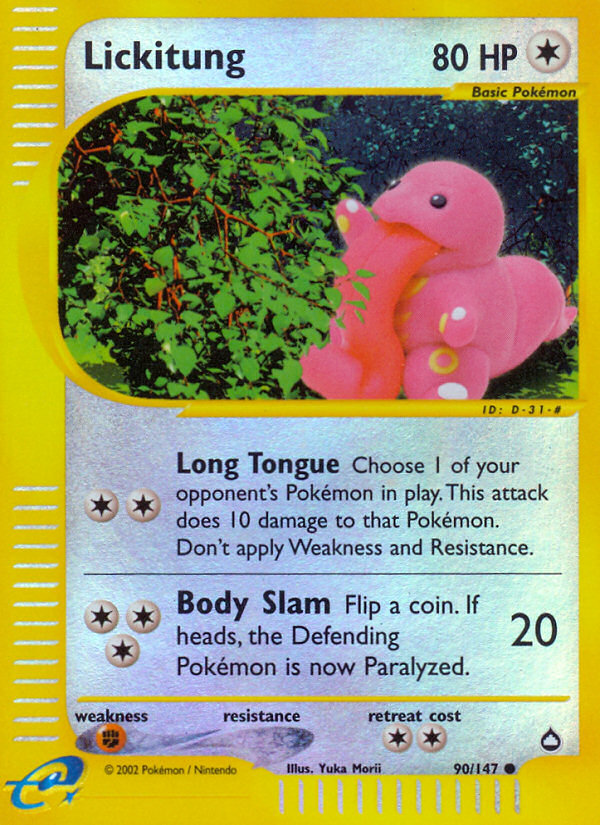 Lickitung 80 HP
Basic Pokémon
ID: D-31-#
Long Tongue Choose 1 of your
opponent's Pokémon in play. This attack
does 10 damage to that Pokémon.
Don't apply Weakness and Resistance.
Body Slam Flip a coin. If
heads, the Defending
Pokémon is now Paralyzed.
20
weakness resistance retreat cost
© 2002 Pokémon / Nintendo Illus. Yuka Morii 90/147
e